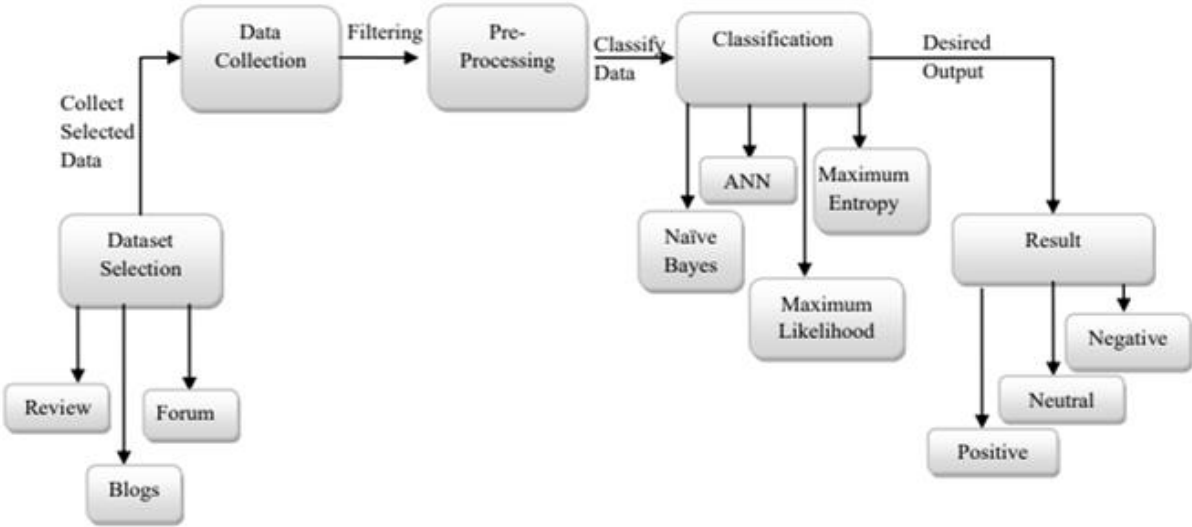 Data
Collection
Filtering
Pre-
Processing
Classify
Data
Classification
Desired
Output
Collect
Selected
Data
Dataset
Selection
Review
Blogs
Forum
Naïve
Bayes
ANN
Maximum
Likelihood
Maximum
Entropy
Result
Positive
Neutral
Negative